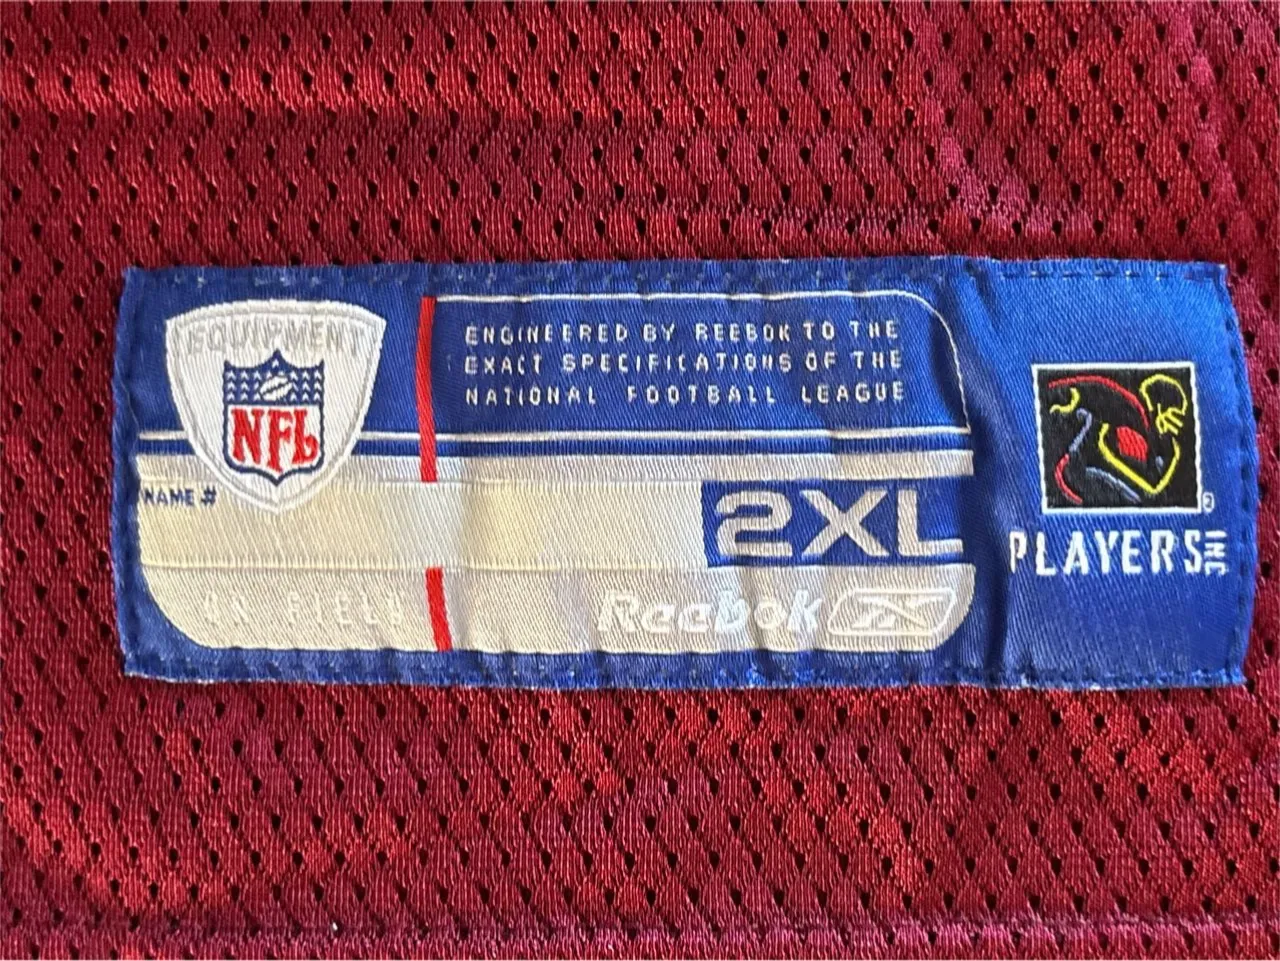 EQUIPMENT
NFL
ENGINEERED BY REEBOK TO THE
EXACT SPECIFICATIONS OF THE
NATIONAL FOOTBALL LEAGUE
NAME #
2XL
ON FIELD
Reebok
PLAYERS INC